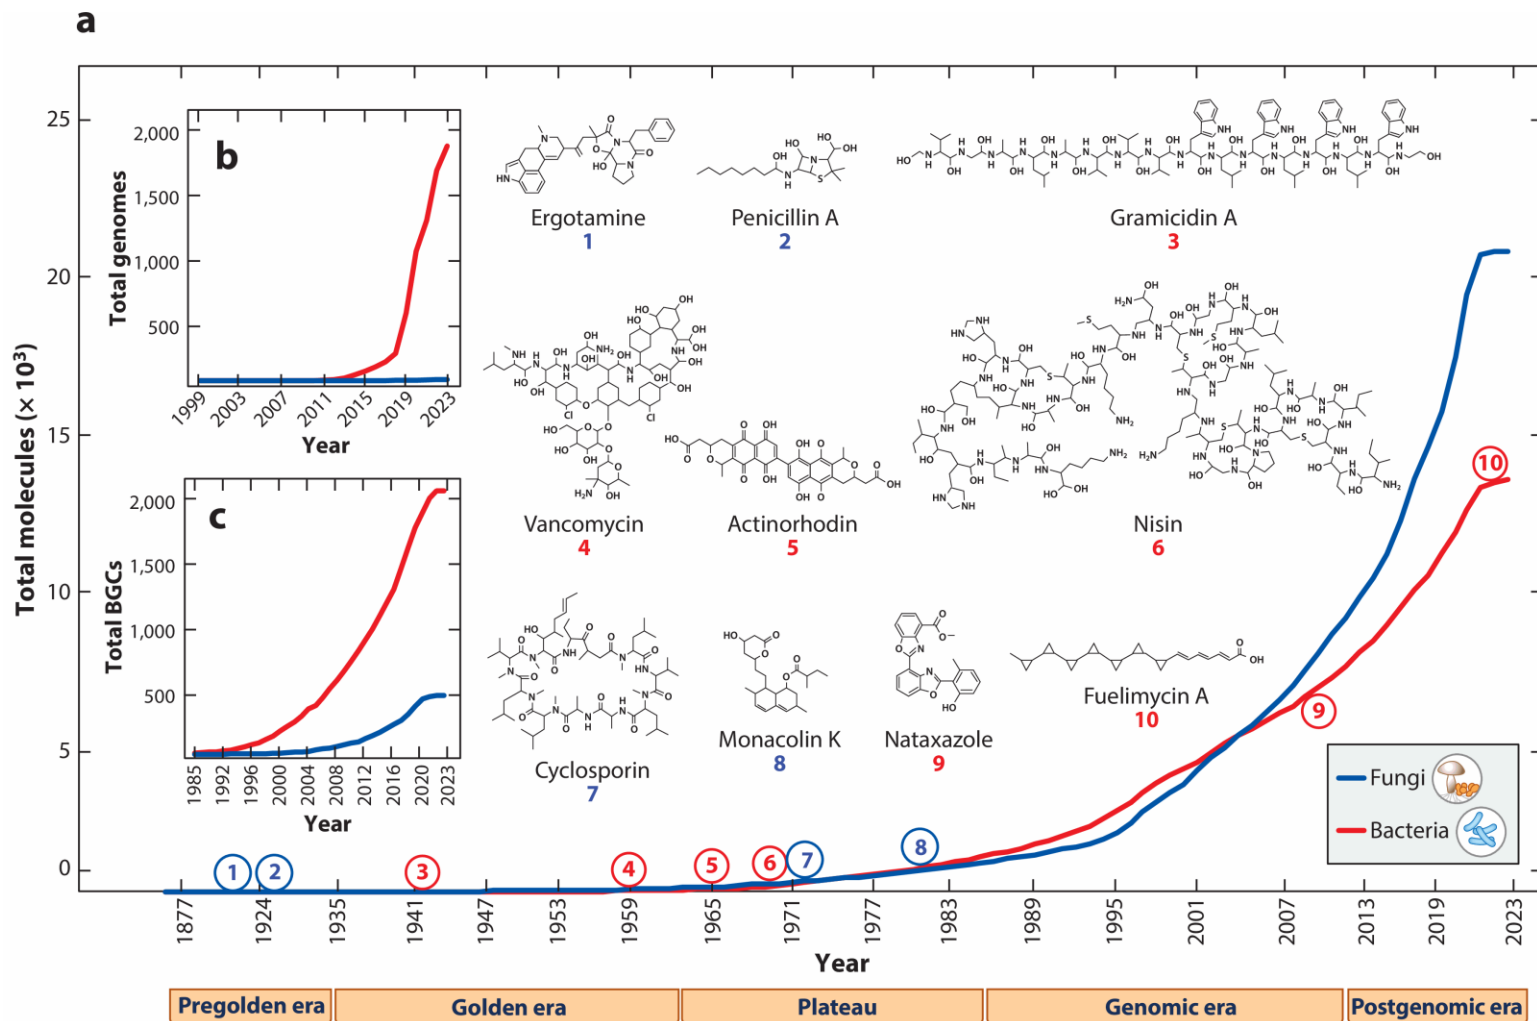 a
Total molecules (× 10³)
25
20
15
10
5
0
b
Total genomes
2,000
1,500
1,000
500
1999
2003
2007
2011
2015
2019
2023
Year
c
Total BGCs
2,000
1,500
1,000
500
1985
1992
1996
2000
2004
2008
2012
2016
2020
2023
Year
Ergotamine
1
Penicillin A
2
Gramicidin A
3
Vancomycin
4
Actinorhodin
5
Nisin
6
Cyclosporin
7
Monacolin K
8
Nataxazole
9
Fuelimycin A
10
1
2
3
4
5
6
7
8
9
10
Fungi
Bacteria
1877
1924
1935
1941
1947
1953
1959
1965
1971
1977
1983
1989
1995
2001
2007
2013
2019
2023
Year
Pregolden era
Golden era
Plateau
Genomic era
Postgenomic era